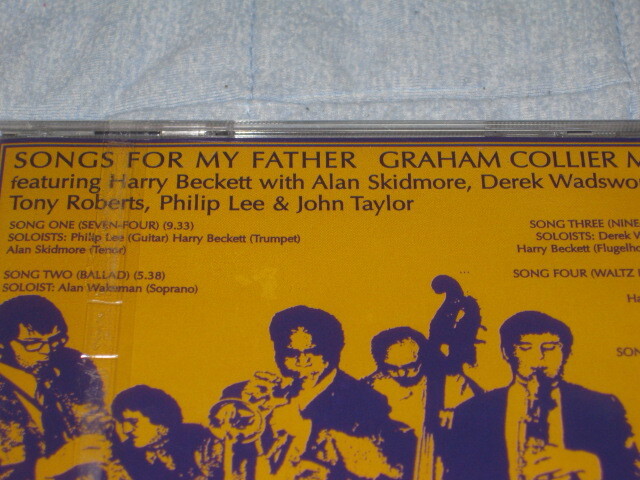 SONGS FOR MY FATHER GRAHAM COLLIER M
featuring Harry Beckett with Alan Skidmore, Derek Wadswo
Tony Roberts, Philip Lee & John Taylor
SONG ONE (SEVEN-FOUR) (9.33)
SOLOISTS: Philip Lee (Guitar) Harry Beckett (Trumpet)
Alan Skidmore (Tenor)
SONG TWO (BALLAD) (5.38)
SOLOIST: Alan Wakeman (Soprano)
SONG THREE (NINE
SOLOISTS: Derek W
Harry Beckett (Flugelho
SONG FOUR (WALTZ
Ha
SON